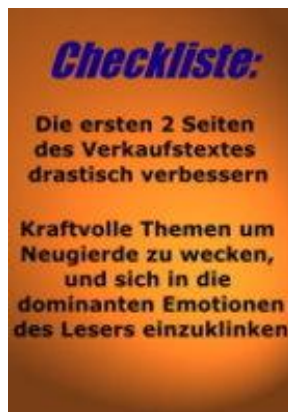 Checkliste:
Die ersten 2 Seiten
des Verkaufstextes
drastisch verbessern
Kraftvolle Themen um
Neugierde zu wecken,
und sich in die
dominanten Emotionen
des Lesers einzuklinken